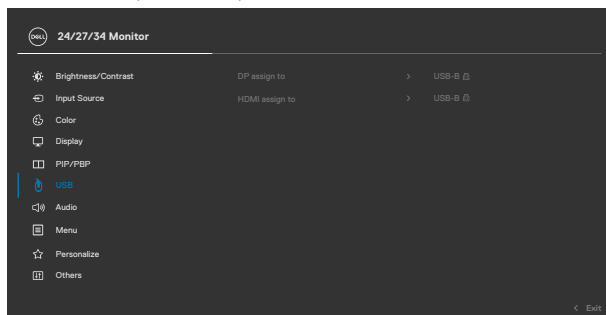 DELL 24/27/34 Monitor
Brightness/Contrast DP assign to > USB-B
Input Source HDMI assign to > USB-B
Color
Display
PIP/PBP
USB
Audio
Menu
Personalize
Others
< Exit